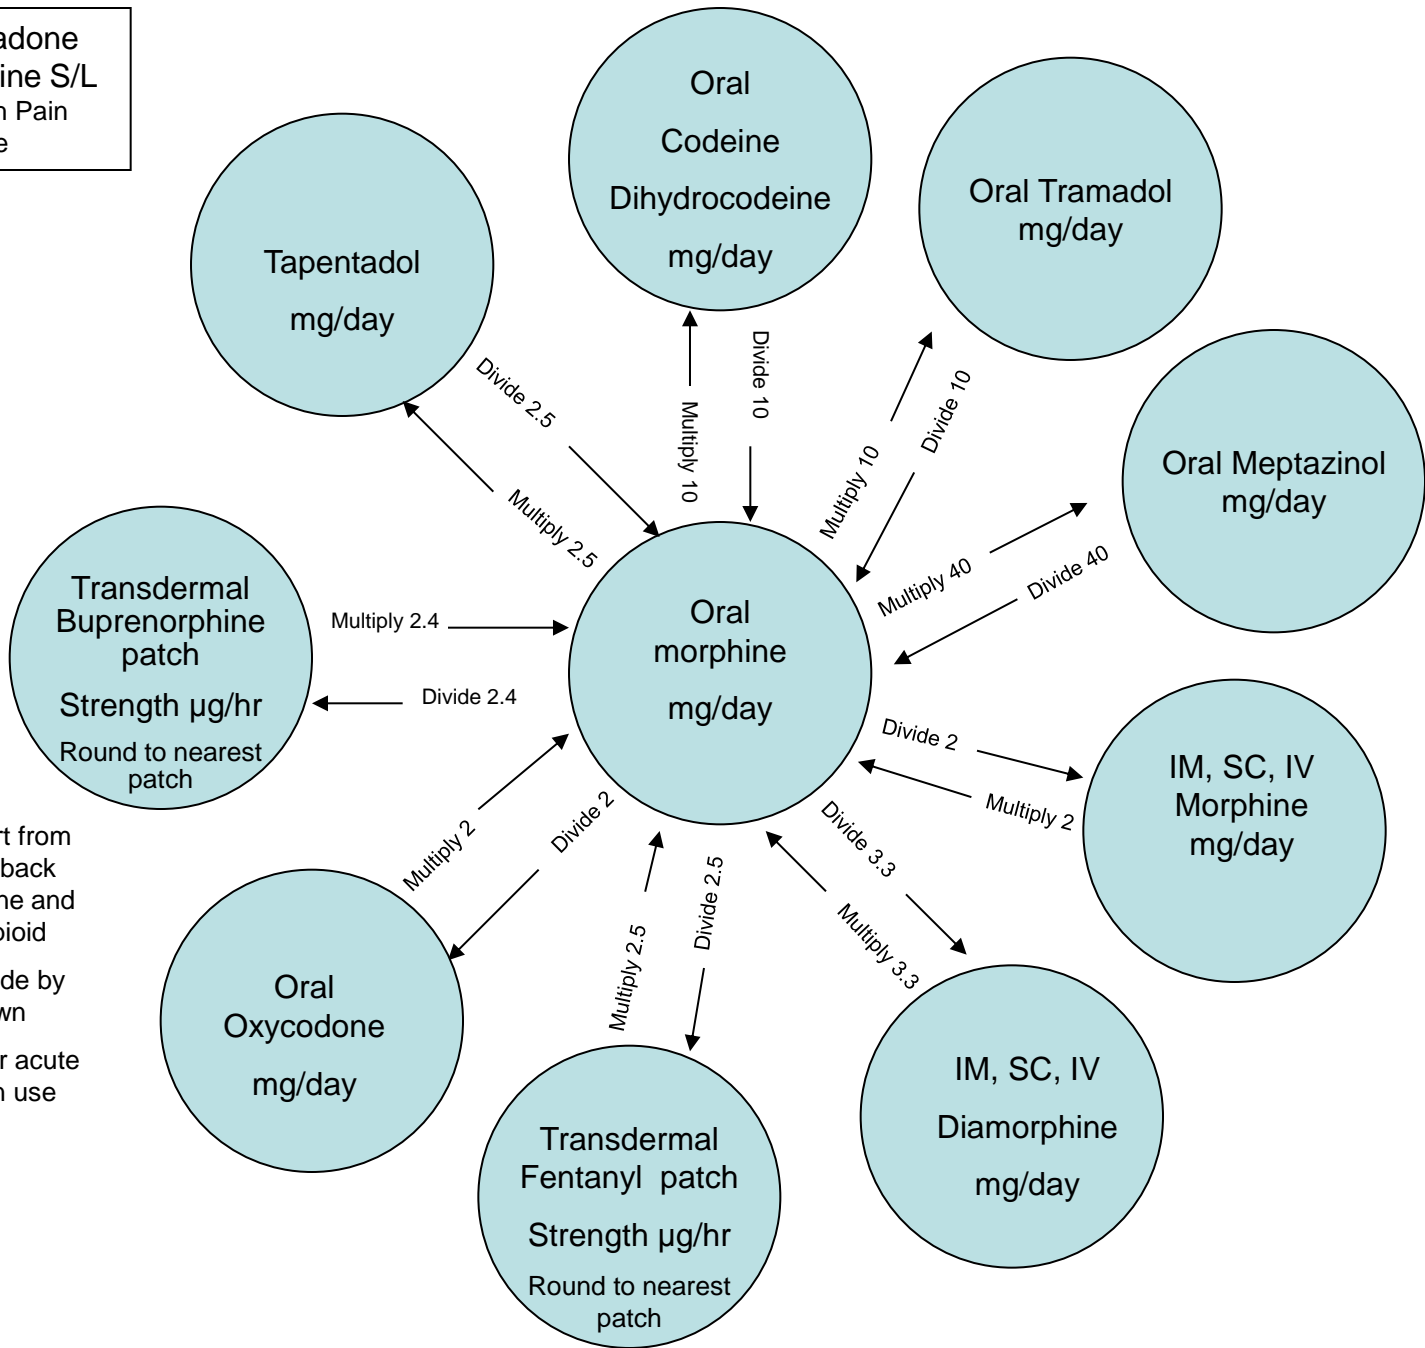 adone
ine S/L
n Pain
e
Oral
Codeine
Dihydrocodeine
mg/day
Oral Tramadol
mg/day
Tapentadol
mg/day
Oral Meptazinol
mg/day
Divide 2.5
Multiply 2.5
Multiply 10
Divide 10
Multiply 10
Divide 10
Multiply 40
Divide 40
Transdermal
Buprenorphine
patch
Strength µg/hr
Round to nearest
patch
Multiply 2.4
Divide 2.4
Oral
morphine
mg/day
Divide 2
Multiply 2
IM, SC, IV
Morphine
mg/day
rt from
back
ne and
pioid
de by
wn
r acute
n use
Multiply 2
Divide 2
Multiply 2.5
Divide 2.5
Divide 3.3
Multiply 3.3
Oral
Oxycodone
mg/day
Transdermal
Fentanyl patch
Strength µg/hr
Round to nearest
patch
IM, SC, IV
Diamorphine
mg/day